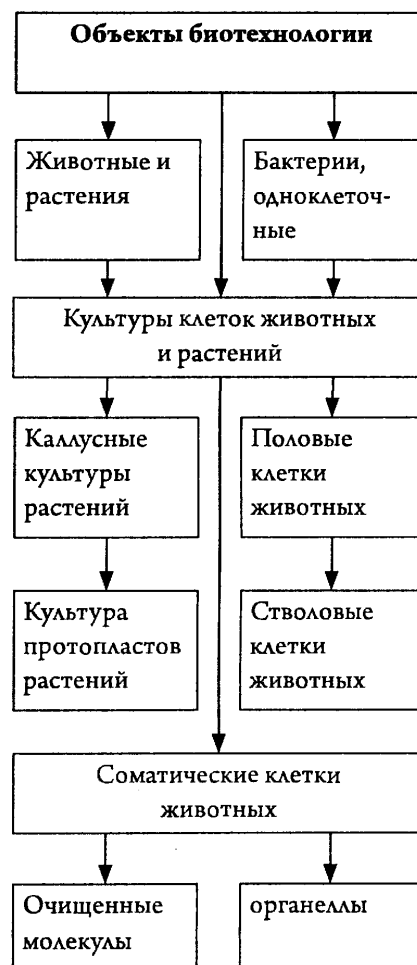 Объекты биотехнологии
Животные и
растения
Бактерии,
одноклеточ-
ные
Культуры клеток животных
и растений
Каллусные
культуры
растений
Половые
клетки
животных
Культура
протопластов
растений
Стволовые
клетки
животных
Соматические клетки
животных
Очищенные
молекулы
органеллы